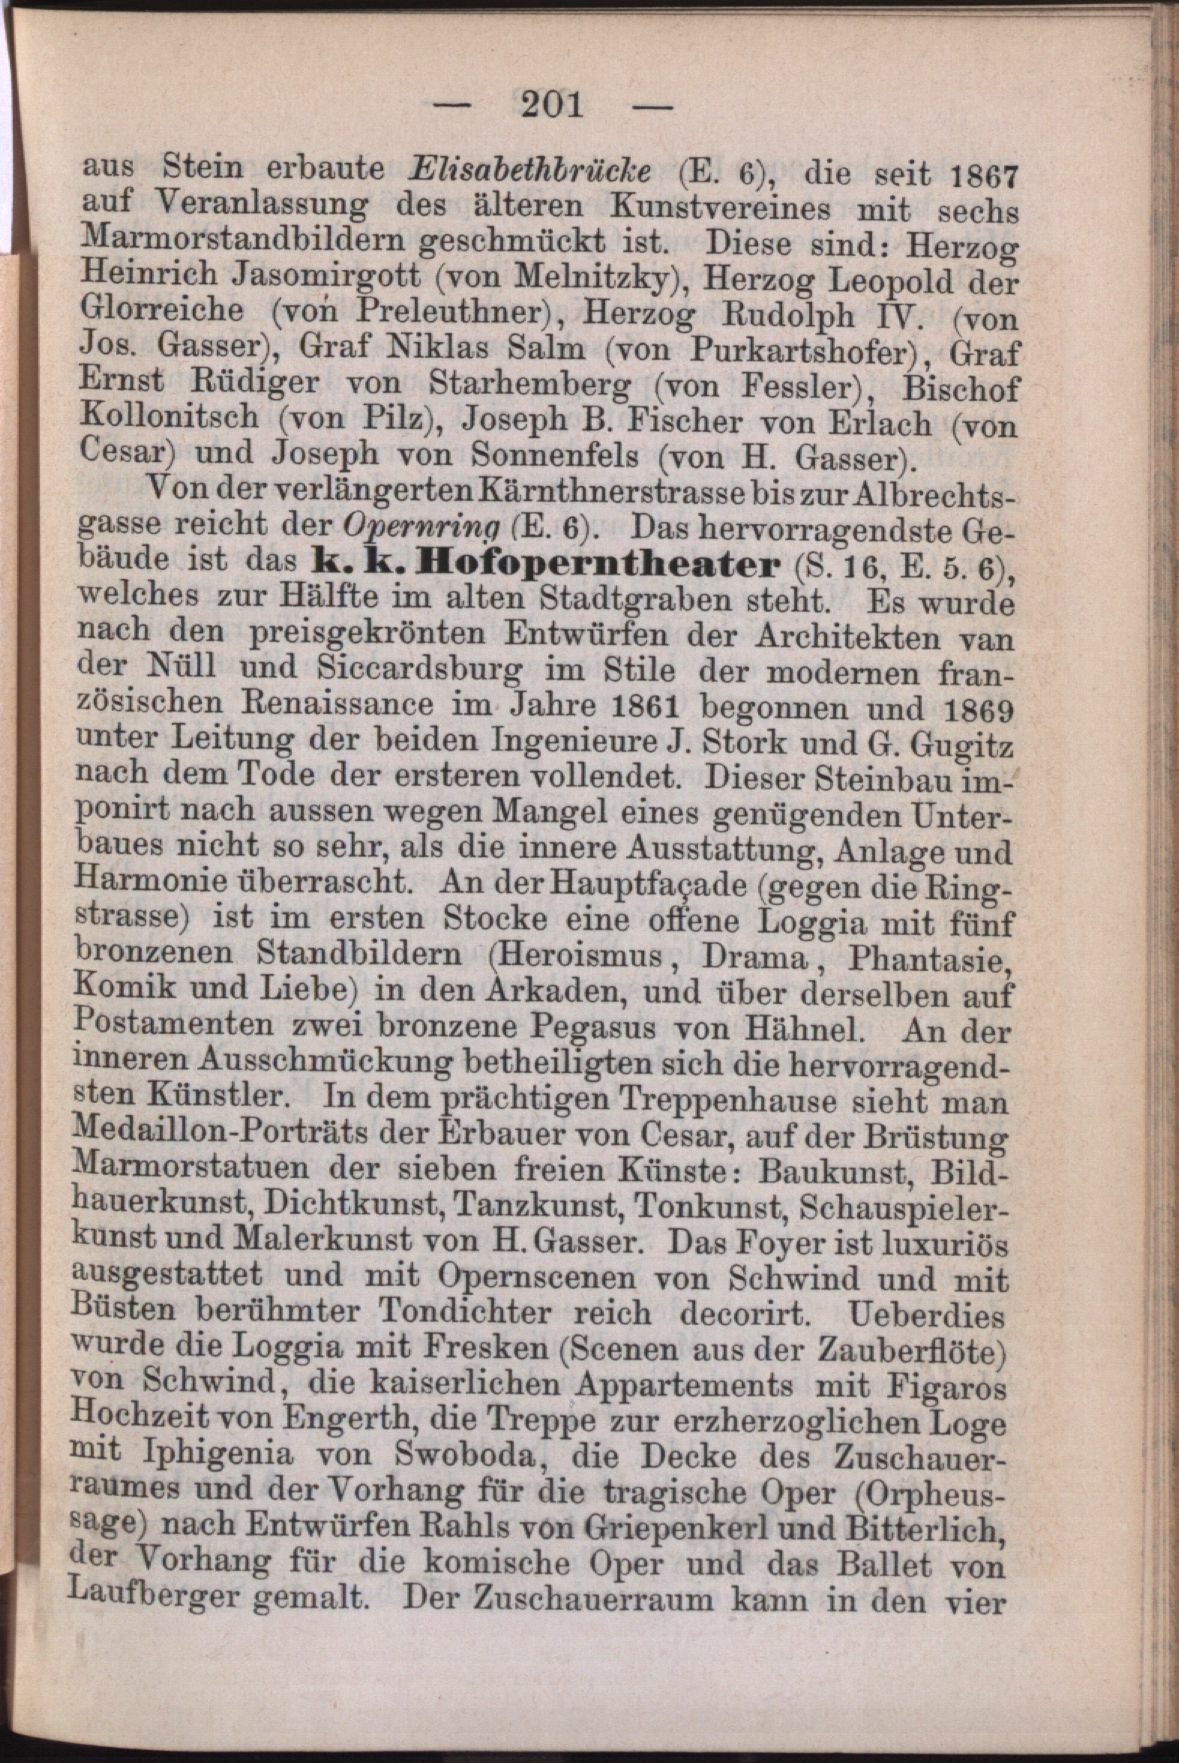 — 201 —
aus Stein erbaute Elisabethbrücke (E. 6), die seit 1867
auf Veranlassung des älteren Kunstvereines mit sechs
Marmorstandbildern geschmückt ist. Diese sind: Herzog
Heinrich Jasomirgott (von Melnitzky), Herzog Leopold der
Glorreiche (von Preleuthner), Herzog Rudolph IV. (von
Jos. Gasser), Graf Niklas Salm (von Purkartshofer), Graf
Ernst Rüdiger von Starhemberg (von Fessler), Bischof
Kollonitsch (von Pilz), Joseph B. Fischer von Erlach (von
Cesar) und Joseph von Sonnenfels (von H. Gasser).
Von der verlängerten Kärnthnerstrasse bis zur Albrechts-
gasse reicht der Opernring (E. 6). Das hervorragendste Ge-
bäude ist das k. k. Hofoperntheater (S. 16, E. 5. 6),
welches zur Hälfte im alten Stadtgraben steht. Es wurde
nach den preisgekrönten Entwürfen der Architekten van
der Nüll und Siccardsburg im Stile der modernen fran-
zösischen Renaissance im Jahre 1861 begonnen und 1869
unter Leitung der beiden Ingenieure J. Stork und G. Gugitz
nach dem Tode der ersteren vollendet. Dieser Steinbau im-
ponirt nach aussen wegen Mangel eines genügenden Unter-
baues nicht so sehr, als die innere Ausstattung, Anlage und
Harmonie überrascht. An der Hauptfaçade (gegen die Ring-
strasse) ist im ersten Stocke eine offene Loggia mit fünf
bronzenen Standbildern (Heroismus, Drama, Phantasie,
Komik und Liebe) in den Arkaden, und über derselben auf
Postamenten zwei bronzene Pegasus von Hähnel. An der
inneren Ausschmückung betheiligten sich die hervorragend-
sten Künstler. In dem prächtigen Treppenhause sieht man
Medaillon-Porträts der Erbauer von Cesar, auf der Brüstung
Marmorstatuen der sieben freien Künste: Baukunst, Bild-
hauerkunst, Dichtkunst, Tanzkunst, Tonkunst, Schauspieler-
kunst und Malerkunst von H. Gasser. Das Foyer ist luxuriös
ausgestattet und mit Opernscenen von Schwind und mit
Büsten berühmter Tondichter reich decorirt. Ueberdies
wurde die Loggia mit Fresken (Scenen aus der Zauberflöte)
von Schwind, die kaiserlichen Appartements mit Figaros
Hochzeit von Engerth, die Treppe zur erzherzoglichen Loge
mit Iphigenia von Swoboda, die Decke des Zuschauer-
raumes und der Vorhang für die tragische Oper (Orpheus-
sage) nach Entwürfen Rahls von Griepenkerl und Bitterlich,
der Vorhang für die komische Oper und das Ballet von
Laufberger gemalt. Der Zuschauerraum kann in den vier